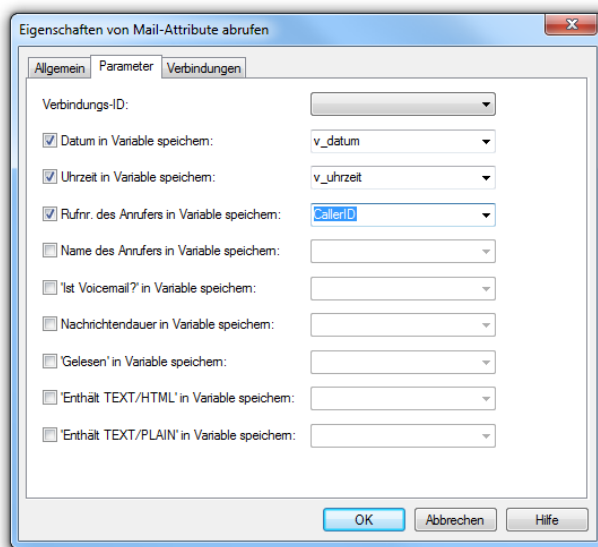 Eigenschaften von Mail-Attribute abrufen
Allgemein Parameter Verbindungen
Verbindungs-ID:
Datum in Variable speichern: v_datum
Uhrzeit in Variable speichern: v_uhrzeit
Rufnr. des Anrufers in Variable speichern: CallerID
Name des Anrufers in Variable speichern:
'Ist Voicemail?' in Variable speichern:
Nachrichtendauer in Variable speichern:
'Gelesen' in Variable speichern:
'Enthält TEXT/HTML' in Variable speichern:
'Enthält TEXT/PLAIN' in Variable speichern:
OK Abbrechen Hilfe